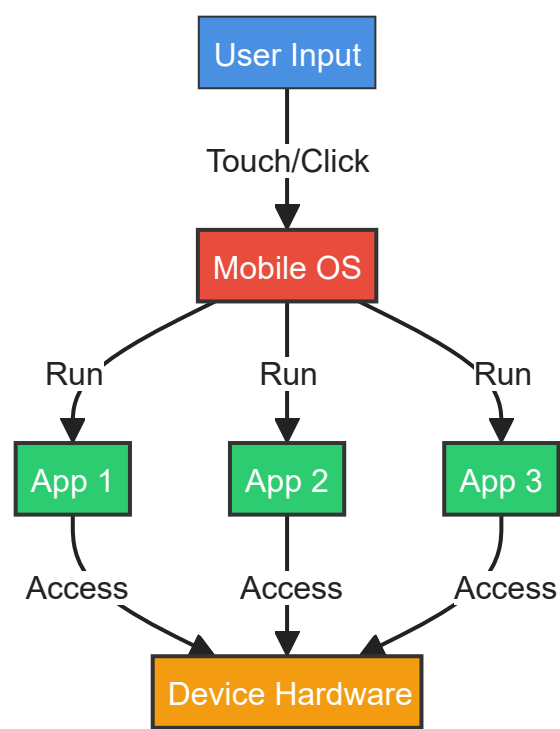 User Input
Touch/Click
Mobile OS
Run
Run
Run
App 1
App 2
App 3
Access
Access
Access
Device Hardware